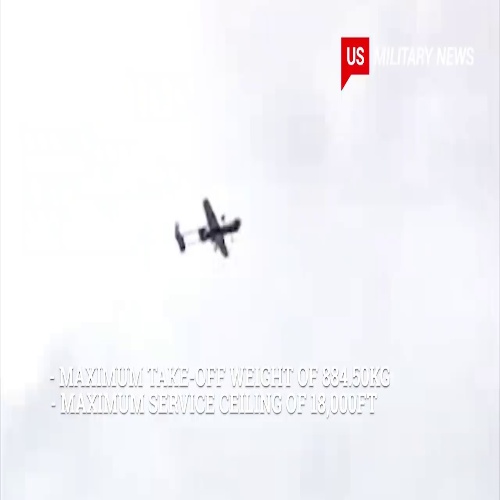 US MILITARY NEWS
- MAXIMUM TAKE-OFF WEIGHT OF 884.50KG
- MAXIMUM SERVICE CEILING OF 18,000FT